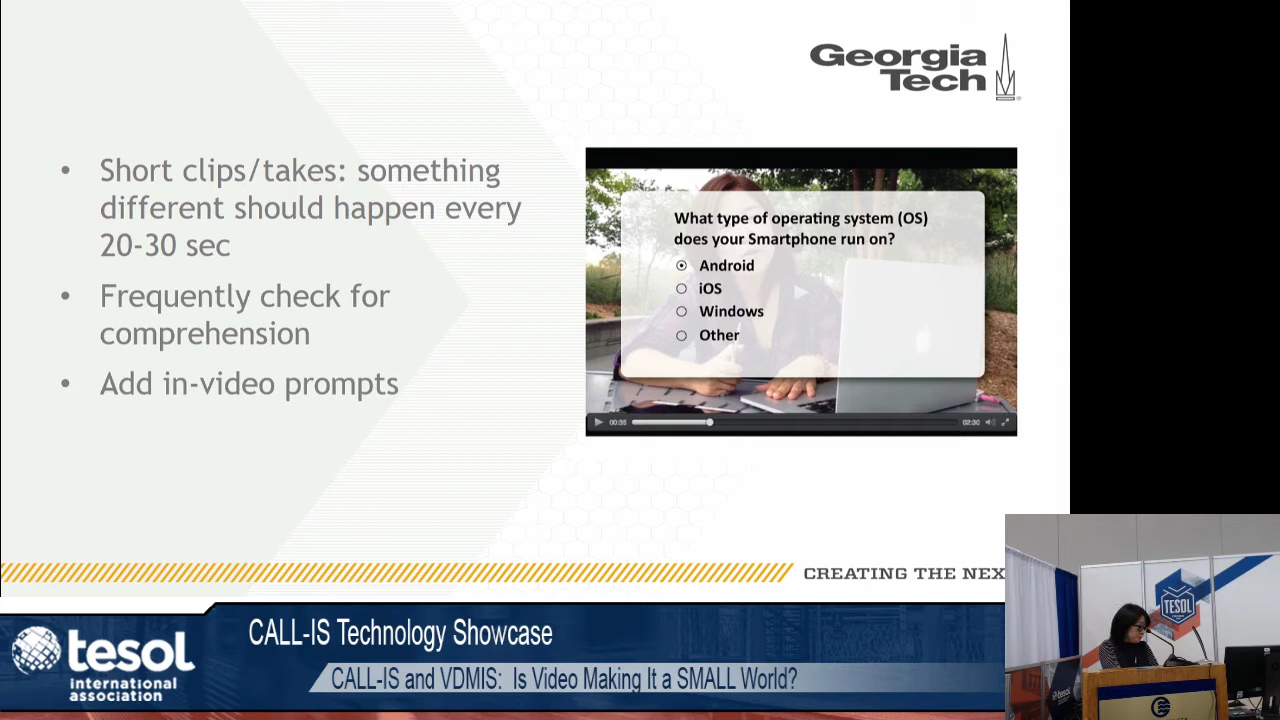 Georgia
Tech
• Short clips/takes: something
different should happen every
20-30 sec
• Frequently check for
comprehension
• Add in-video prompts
What type of operating system (OS)
does your Smartphone run on?
Android
iOS
Windows
Other
00:35
02:30
CREATING THE NEX
TESOL
tesol
tesol
international
association
CALL-IS Technology Showcase
CALL-IS and VDMIS: Is Video Making It a SMALL World?